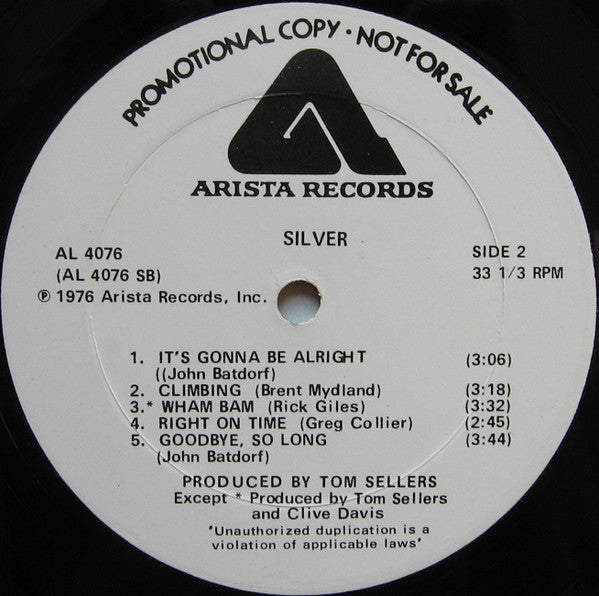 PROMOTIONAL COPY · NOT FOR SALE
ARISTA RECORDS
SILVER
AL 4076
(AL 4076 SB)
℗ 1976 Arista Records, Inc.
SIDE 2
33 1/3 RPM
1. IT'S GONNA BE ALRIGHT (3:06)
((John Batdorf)
2. CLIMBING (Brent Mydland) (3:18)
3.* WHAM BAM (Rick Giles) (3:32)
4. RIGHT ON TIME (Greg Collier) (2:45)
5. GOODBYE, SO LONG (3:44)
(John Batdorf)
PRODUCED BY TOM SELLERS
Except * Produced by Tom Sellers
and Clive Davis
"Unauthorized duplication is a
violation of applicable laws"